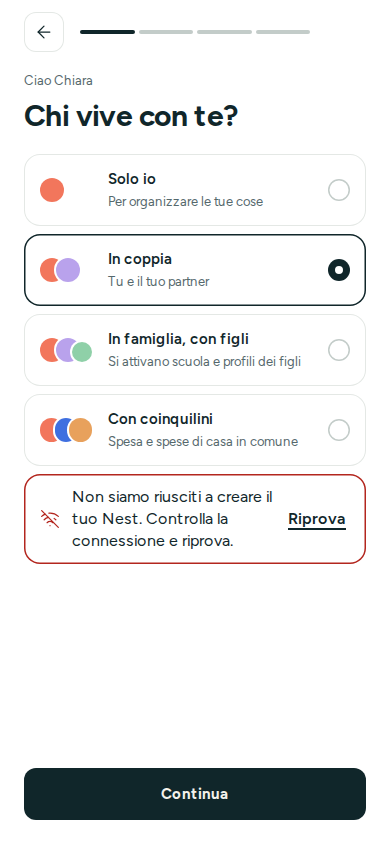 Ciao Chiara
Chi vive con te?
Solo io
Per organizzare le tue cose
In coppia
Tu e il tuo partner
In famiglia, con figli
Si attivano scuola e profili dei figli
Con coinquilini
Spesa e spese di casa in comune
Non siamo riusciti a creare il
tuo Nest. Controlla la
connessione e riprova.
Riprova
Continua